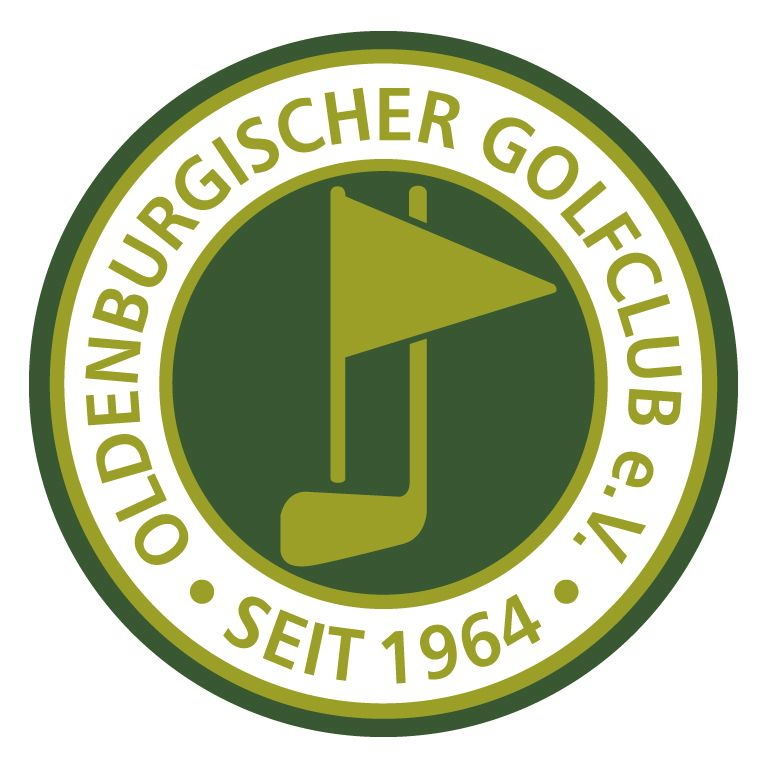 OLDENBURGISCHER GOLFCLUB e.V.
• SEIT 1964 •